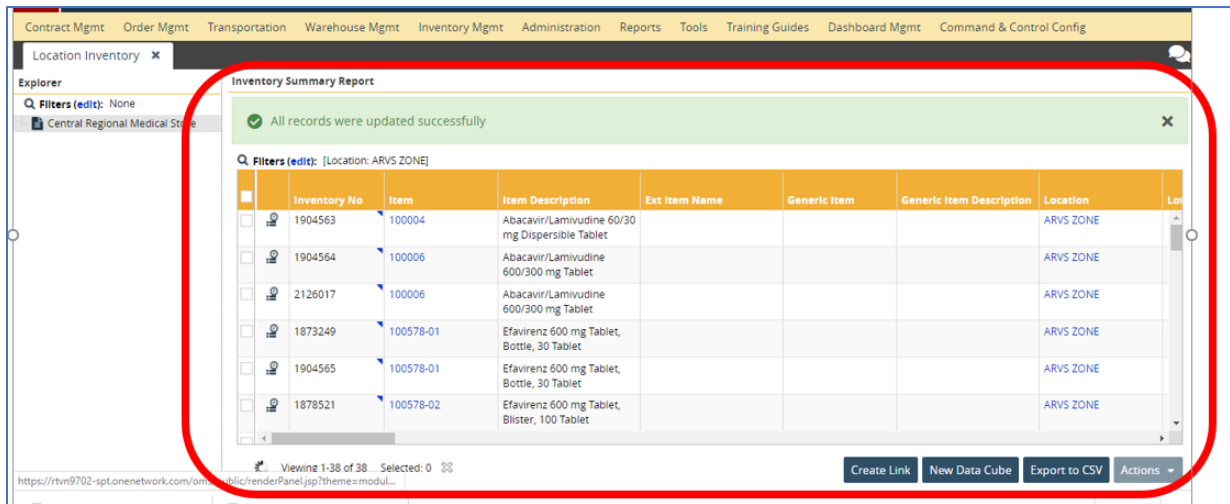 Contract Mgmt Order Mgmt Transportation Warehouse Mgmt Inventory Mgmt Administration Reports Tools Training Guides Dashboard Mgmt Command & Control Config
Location Inventory
Explorer
Filters (edit): None
Central Regional Medical Store
Inventory Summary Report
All records were updated successfully
Filters (edit): [Location: ARVS ZONE]
Inventory No Item Item Description Ext Item Name Generic Item Generic Item Description Location
1904563 100004 Abacavir/Lamivudine 60/30 ARVS ZONE
mg Dispersible Tablet
1904564 100006 Abacavir/Lamivudine ARVS ZONE
600/300 mg Tablet
2126017 100006 Abacavir/Lamivudine ARVS ZONE
600/300 mg Tablet
1873249 100578-01 Efavirenz 600 mg Tablet, ARVS ZONE
Bottle, 30 Tablet
1904565 100578-01 Efavirenz 600 mg Tablet, ARVS ZONE
Bottle, 30 Tablet
1878521 100578-02 Efavirenz 600 mg Tablet, ARVS ZONE
Blister, 100 Tablet
Viewing 1-38 of 38 Selected: 0
Create Link New Data Cube Export to CSV Actions